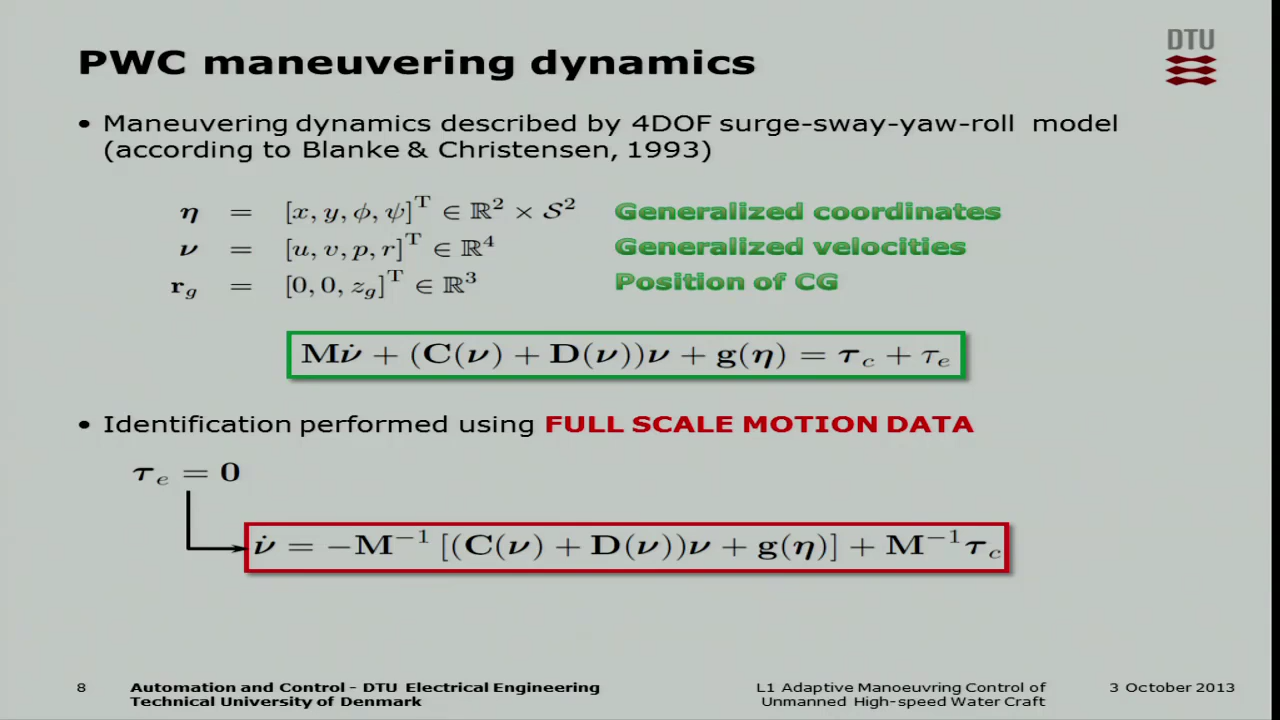 PWC maneuvering dynamics
DTU
• Maneuvering dynamics described by 4DOF surge-sway-yaw-roll model
(according to Blanke & Christensen, 1993)
η = [x, y, ϕ, ψ]ᵀ ∈ ℝ² × 𝒮² Generalized coordinates
ν = [u, v, p, r]ᵀ ∈ ℝ⁴ Generalized velocities
r_g = [0, 0, z_g]ᵀ ∈ ℝ³ Position of CG
Mν̇ + (C(ν) + D(ν))ν + g(η) = τ_c + τ_e
• Identification performed using FULL SCALE MOTION DATA
τ_e = 0
ν̇ = −M⁻¹ [(C(ν) + D(ν))ν + g(η)] + M⁻¹τ_c
8 Automation and Control - DTU Electrical Engineering
Technical University of Denmark
L1 Adaptive Manoeuvring Control of
Unmanned High-speed Water Craft
3 October 2013